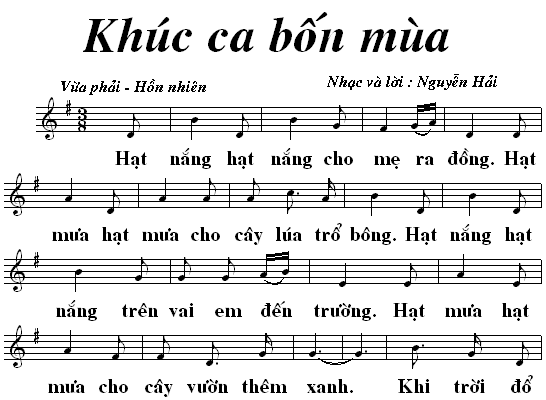 Khúc ca bốn mùa
Vừa phải - Hồn nhiên
Nhạc và lời : Nguyễn Hải
3
8
Hạt nắng hạt nắng cho mẹ ra đồng. Hạt
mưa hạt mưa cho cây lúa trổ bông. Hạt nắng hạt
nắng trên vai em đến trường. Hạt mưa hạt
mưa cho cây vườn thêm xanh. Khi trời đổ